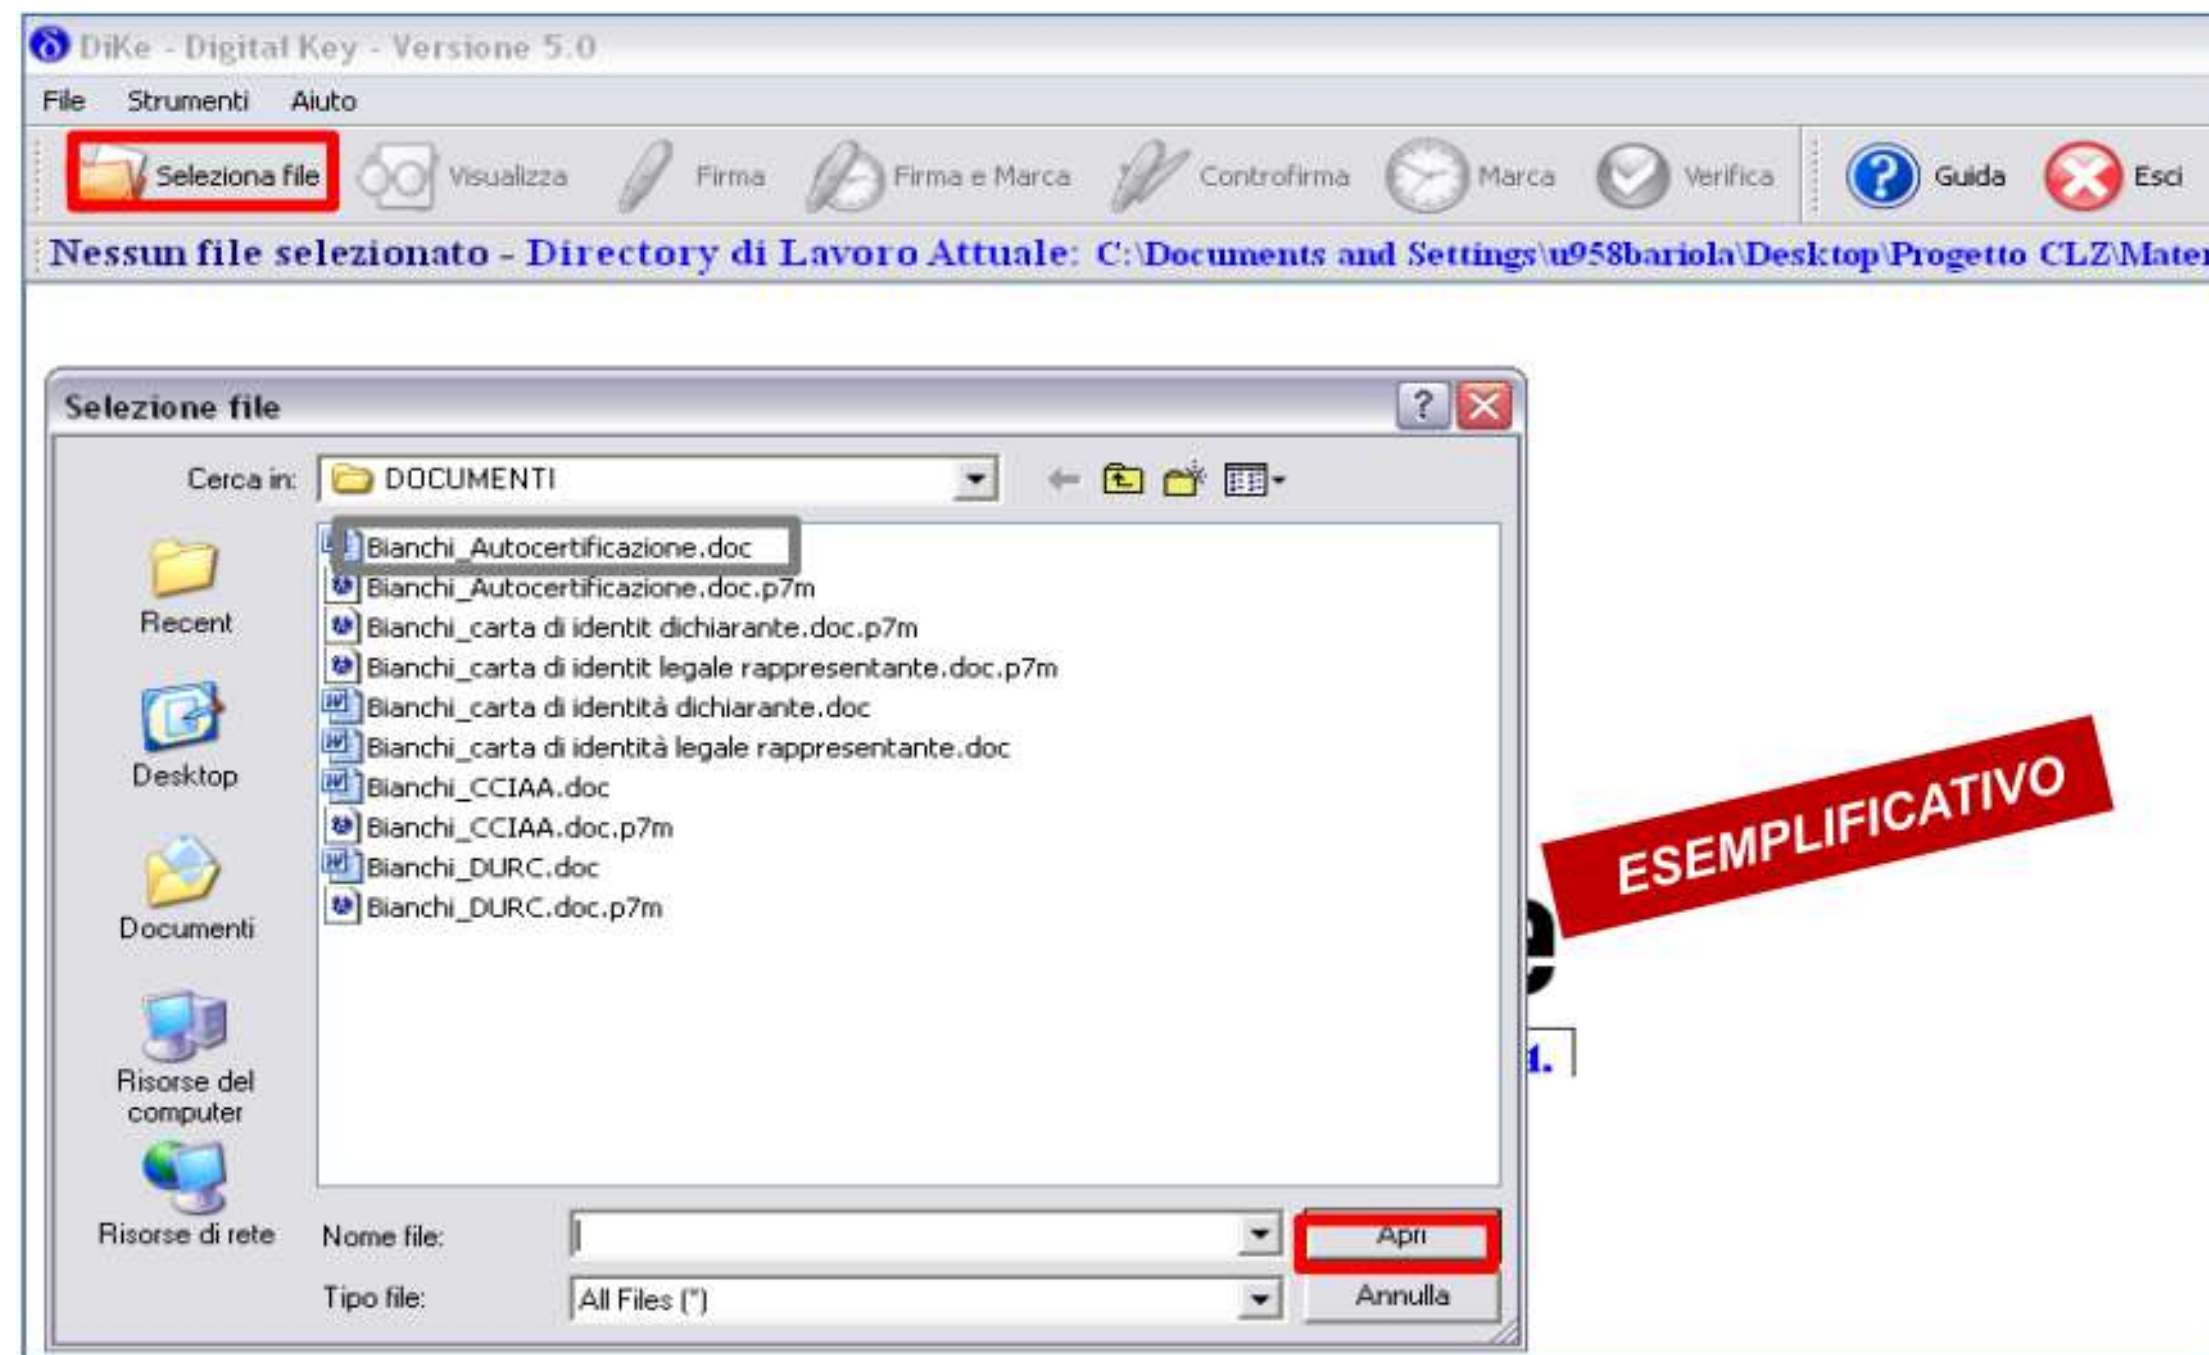 DiKe - Digital Key - Versione 5.0
File Strumenti Aiuto
Seleziona file Visualizza Firma Firma e Marca Controfirma Marca Verifica Guida Esci
Nessun file selezionato - Directory di Lavoro Attuale: C:\Documents and Settings\u958bariola\Desktop\Progetto CLZ\Mater
Selezione file
Cerca in: DOCUMENTI
Recent
Desktop
Documenti
Risorse del
computer
Risorse di rete
Bianchi_Autocertificazione.doc
Bianchi_Autocertificazione.doc.p7m
Bianchi_carta di identit dichiarante.doc.p7m
Bianchi_carta di identit legale rappresentante.doc.p7m
Bianchi_carta di identità dichiarante.doc
Bianchi_carta di identità legale rappresentante.doc
Bianchi_CCIAA.doc
Bianchi_CCIAA.doc.p7m
Bianchi_DURC.doc
Bianchi_DURC.doc.p7m
ESEMPLIFICATIVO
e
Nome file: Apri
Tipo file: All Files (*) Annulla